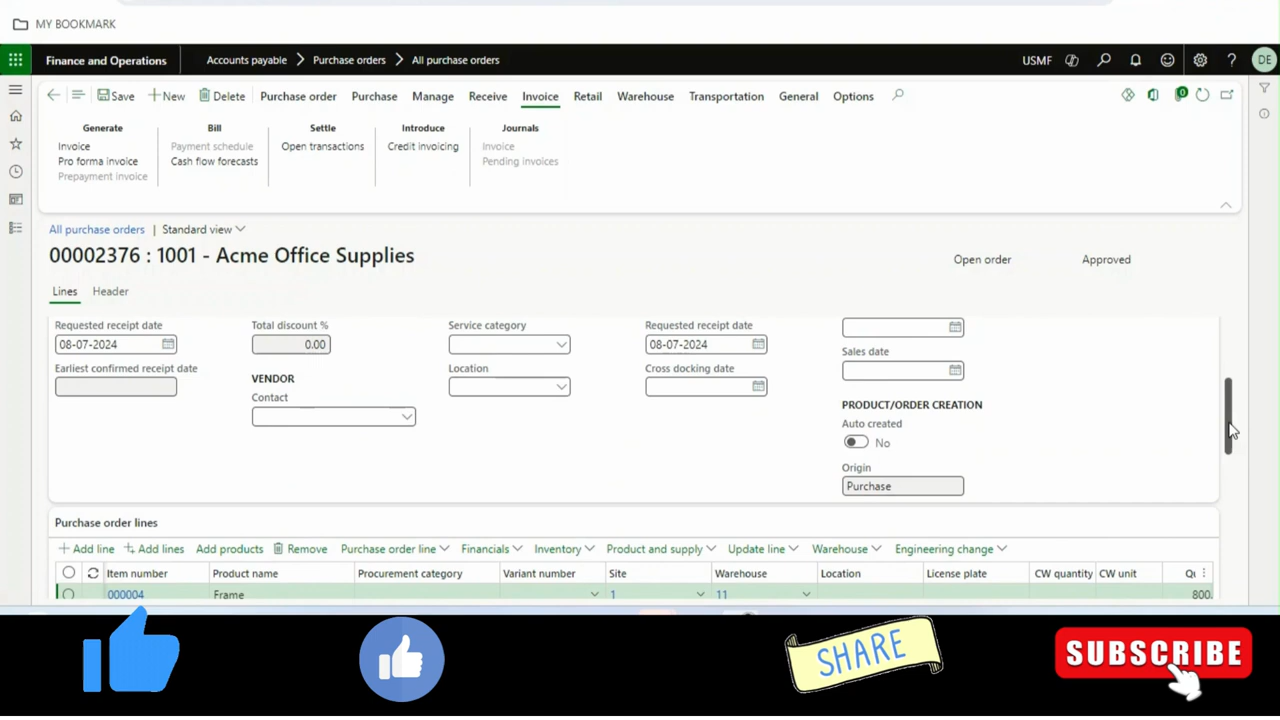 MY BOOKMARK
Finance and Operations
Accounts payable > Purchase orders > All purchase orders
USMF
DE
Save
New
Delete
Purchase order
Purchase
Manage
Receive
Invoice
Retail
Warehouse
Transportation
General
Options
0
Generate
Invoice
Pro forma invoice
Prepayment invoice
Bill
Payment schedule
Cash flow forecasts
Settle
Open transactions
Introduce
Credit invoicing
Journals
Invoice
Pending invoices
All purchase orders | Standard view
00002376 : 1001 - Acme Office Supplies
Open order
Approved
Lines
Header
Requested receipt date
08-07-2024
Earliest confirmed receipt date
Total discount %
0.00
VENDOR
Contact
Service category
Location
Requested receipt date
08-07-2024
Cross docking date
Sales date
PRODUCT/ORDER CREATION
Auto created
No
Origin
Purchase
Purchase order lines
Add line
Add lines
Add products
Remove
Purchase order line
Financials
Inventory
Product and supply
Update line
Warehouse
Engineering change
Item number
Product name
Procurement category
Variant number
Site
Warehouse
Location
License plate
CW quantity
CW unit
000004
Frame
1
11
800.
SHARE
SUBSCRIBE